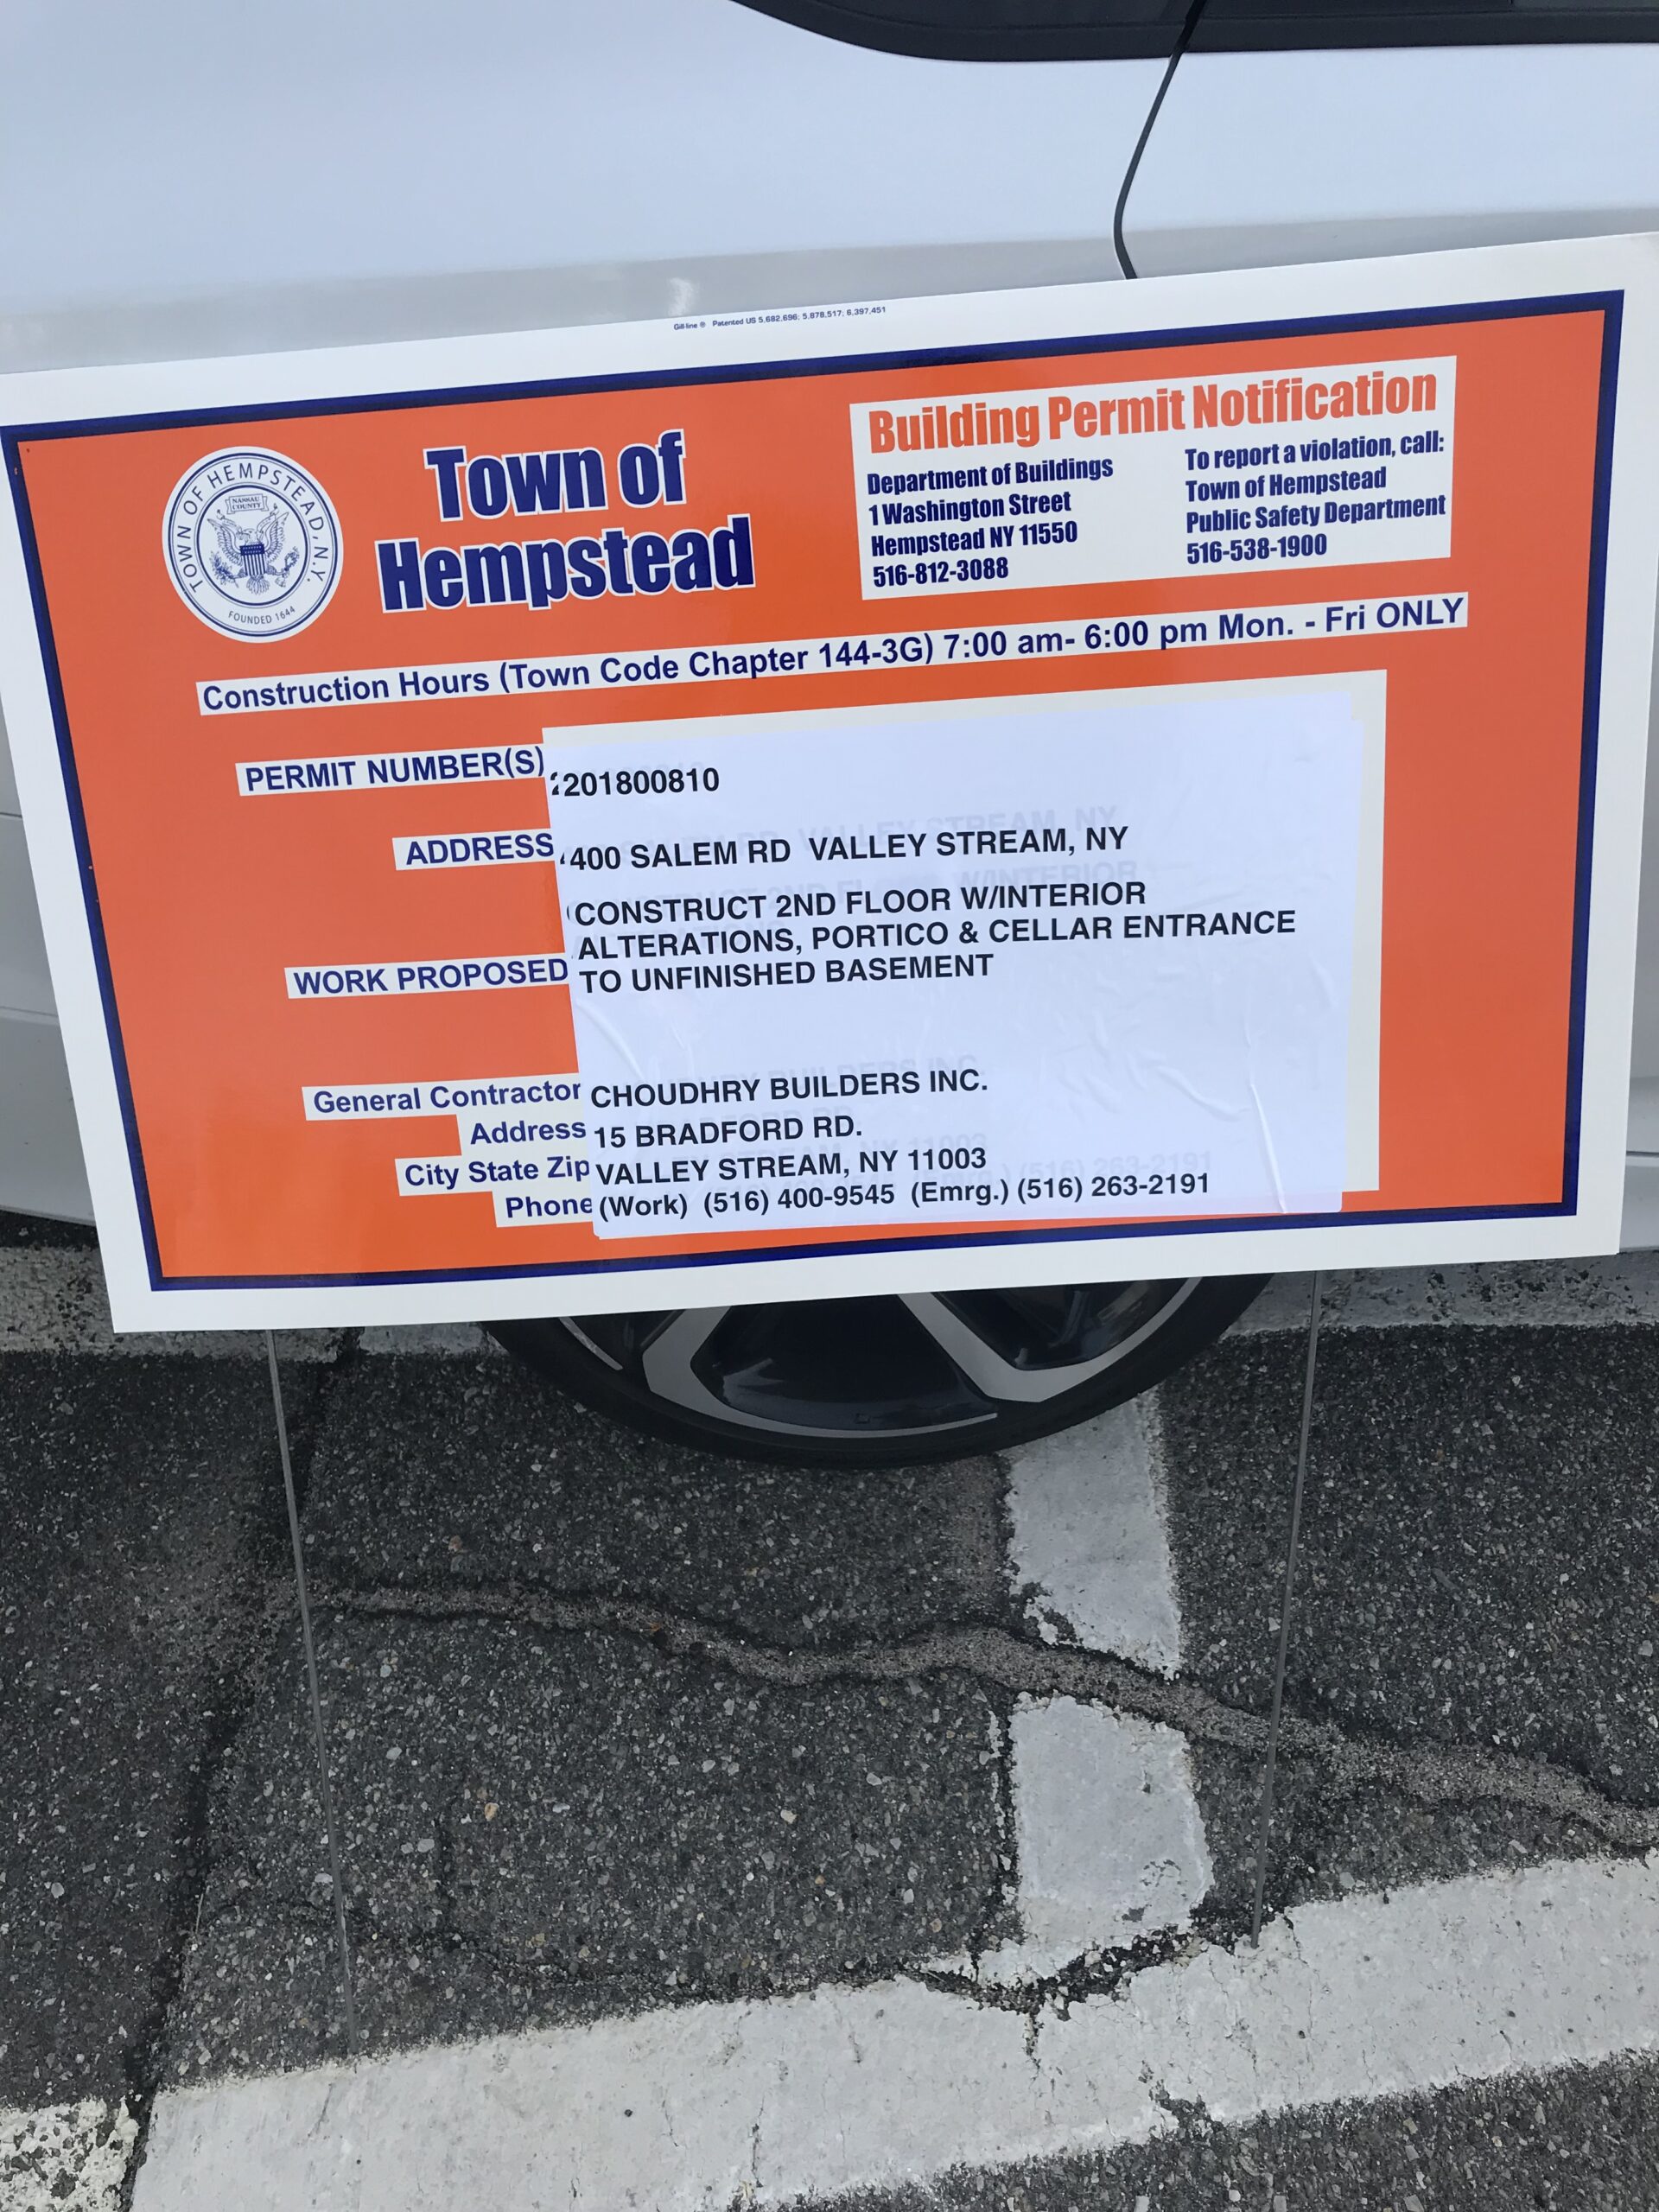 Gill-line ® Patented US 5,682,696; 5,878,517; 6,397,451
TOWN OF HEMPSTEAD, N.Y.
NASSAU
COUNTY
FOUNDED 1644
Town of
Hempstead
Building Permit Notification
Department of Buildings
1 Washington Street
Hempstead NY 11550
516-812-3088
To report a violation, call:
Town of Hempstead
Public Safety Department
516-538-1900
Construction Hours (Town Code Chapter 144-3G) 7:00 am- 6:00 pm Mon. - Fri ONLY
PERMIT NUMBER(S) 201800810
ADDRESS 400 SALEM RD VALLEY STREAM, NY
CONSTRUCT 2ND FLOOR W/INTERIOR
ALTERATIONS, PORTICO & CELLAR ENTRANCE
WORK PROPOSED TO UNFINISHED BASEMENT
General Contractor CHOUDHRY BUILDERS INC.
Address 15 BRADFORD RD.
City State Zip VALLEY STREAM, NY 11003
Phone (Work) (516) 400-9545 (Emrg.) (516) 263-2191